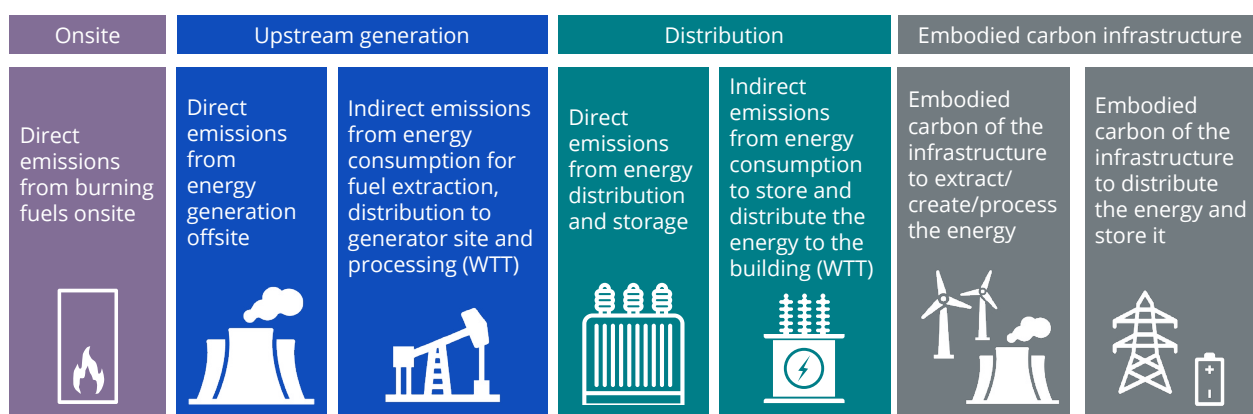 Onsite
Upstream generation
Distribution
Embodied carbon infrastructure
Direct
emissions
from burning
fuels onsite
Direct
emissions
from
energy
generation
offsite
Indirect emissions
from energy
consumption for
fuel extraction,
distribution to
generator site and
processing (WTT)
Direct
emissions
from energy
distribution
and storage
Indirect
emissions
from energy
consumption
to store and
distribute the
energy to the
building (WTT)
Embodied
carbon of the
infrastructure
to extract/
create/process
the energy
Embodied
carbon of the
infrastructure
to distribute
the energy and
store it